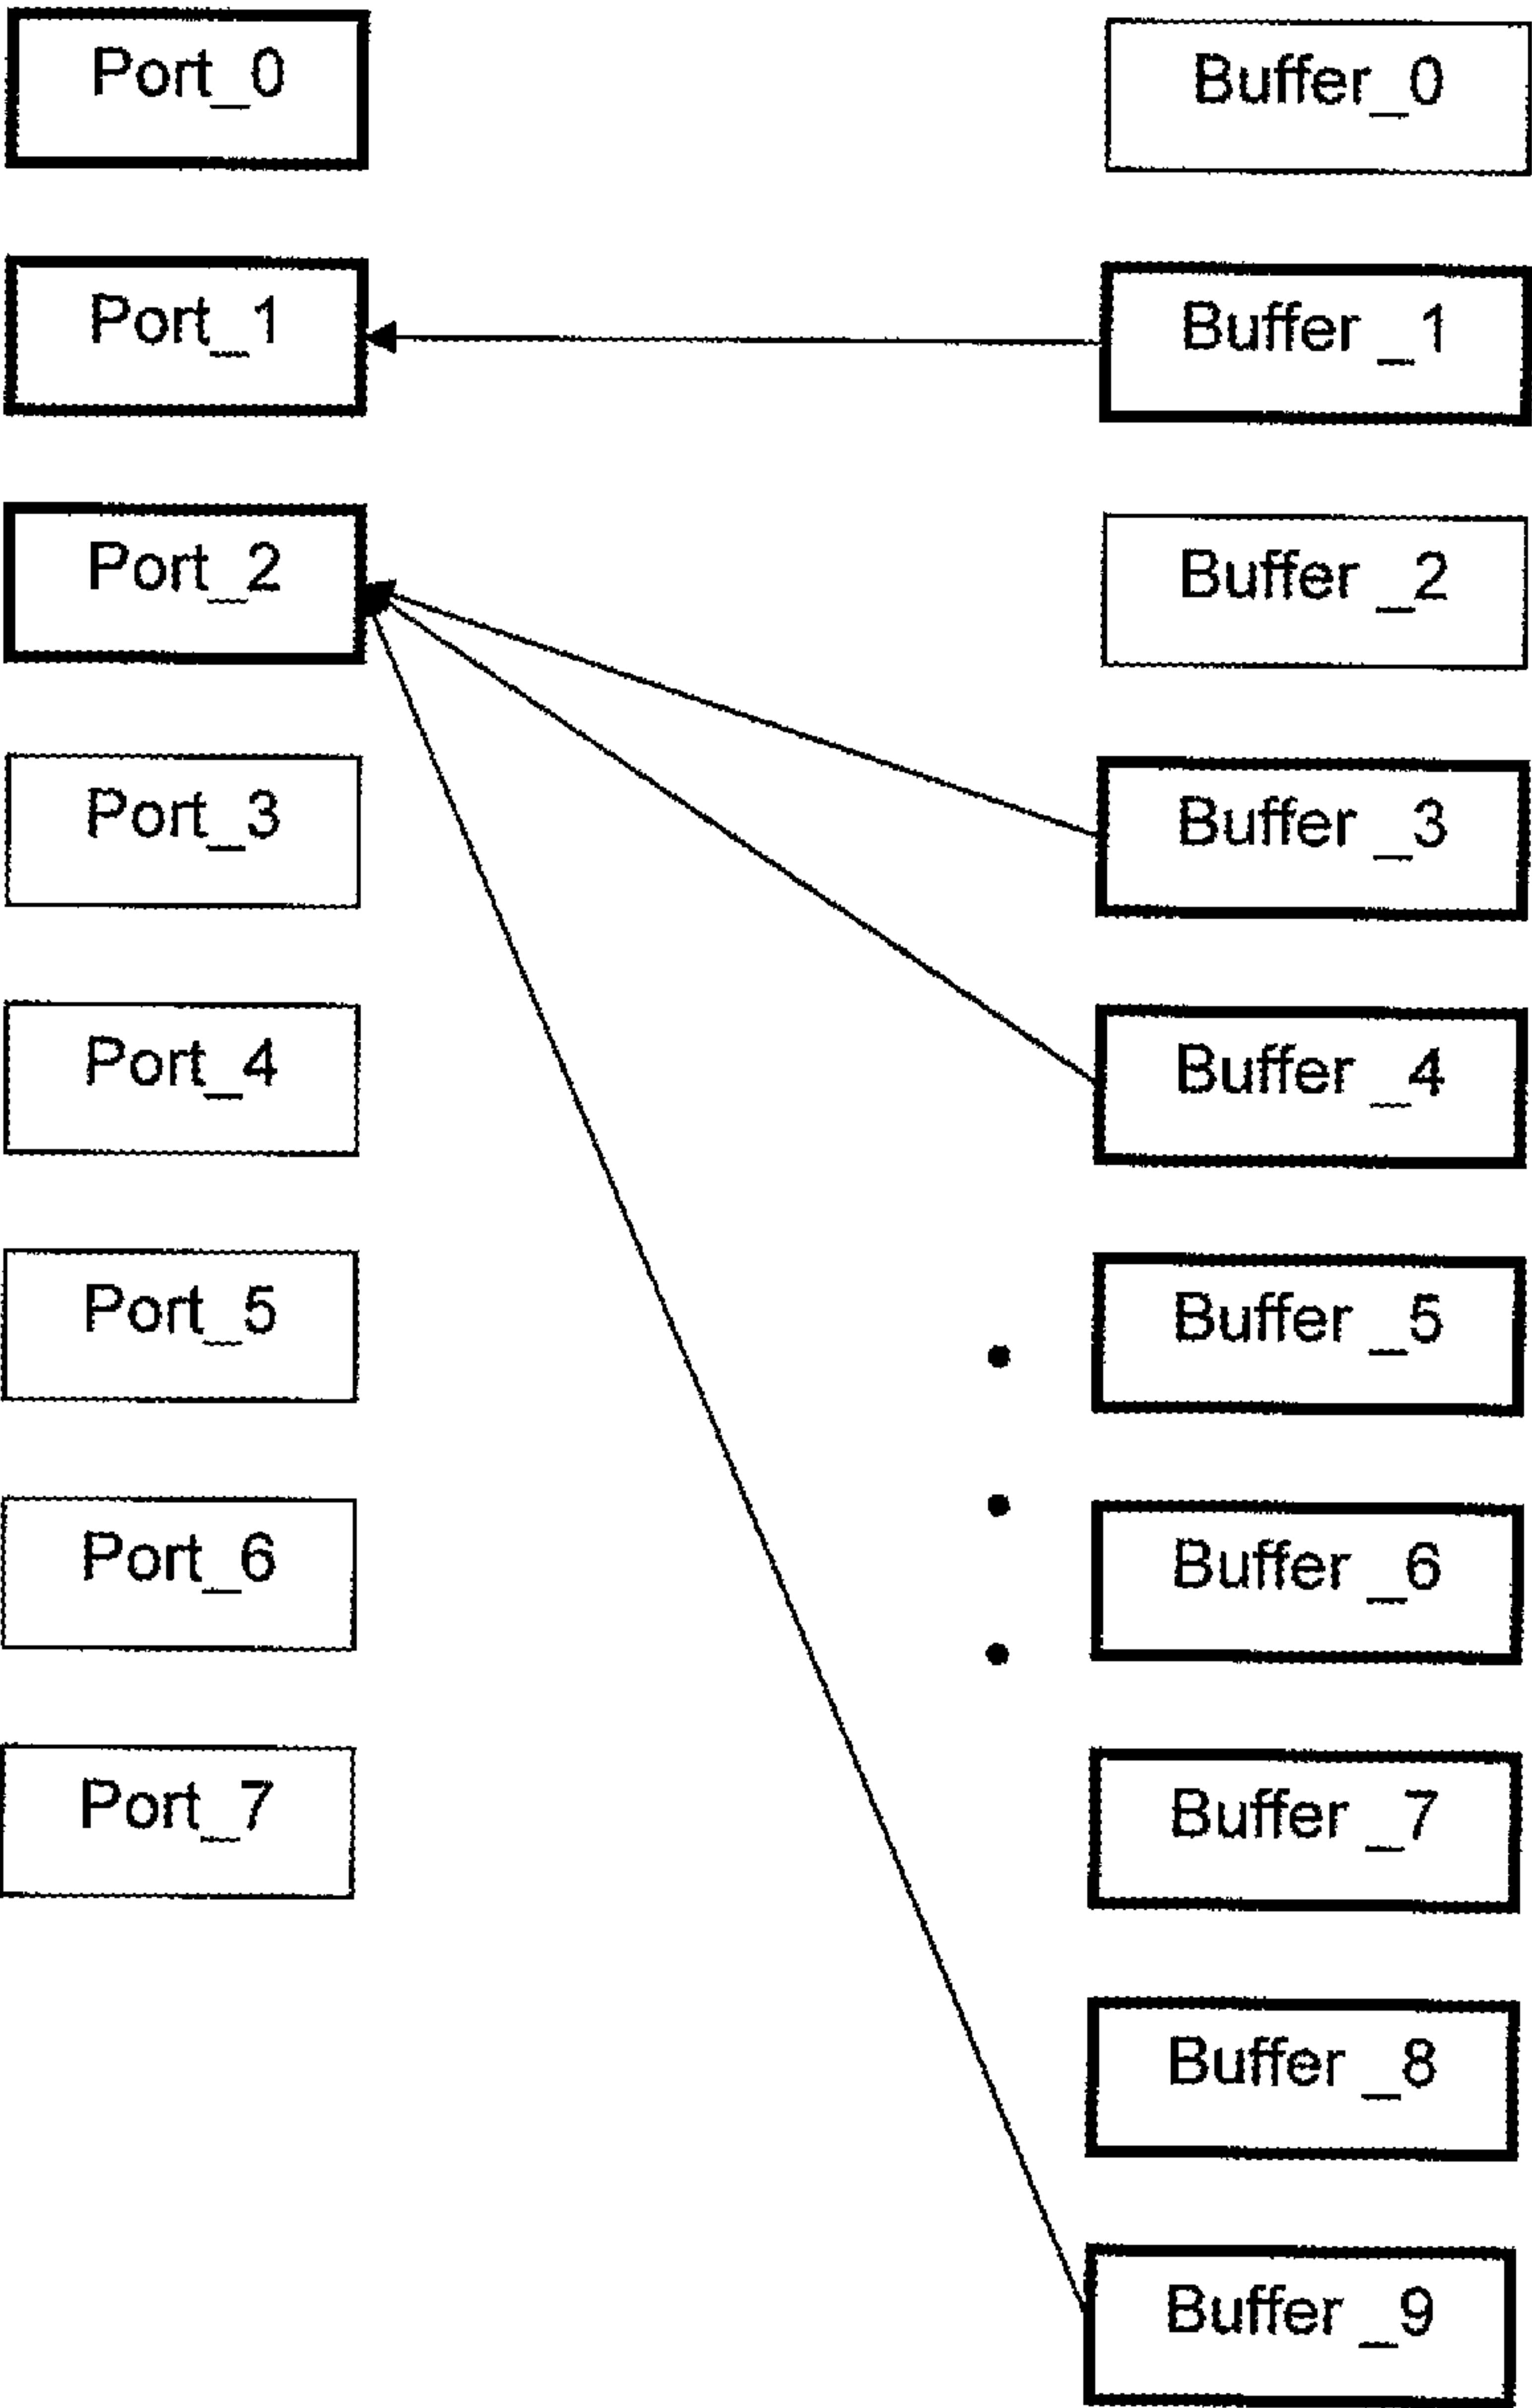 Port_0
Buffer_0
Port_1
Buffer _1
Port_2
Buffer _2
Port_3
Buffer _3
Port_4
Buffer _4
Port_5
Buffer _5
Port_6
Buffer _6
Port_7
Buffer _7
Buffer _8
Buffer _9